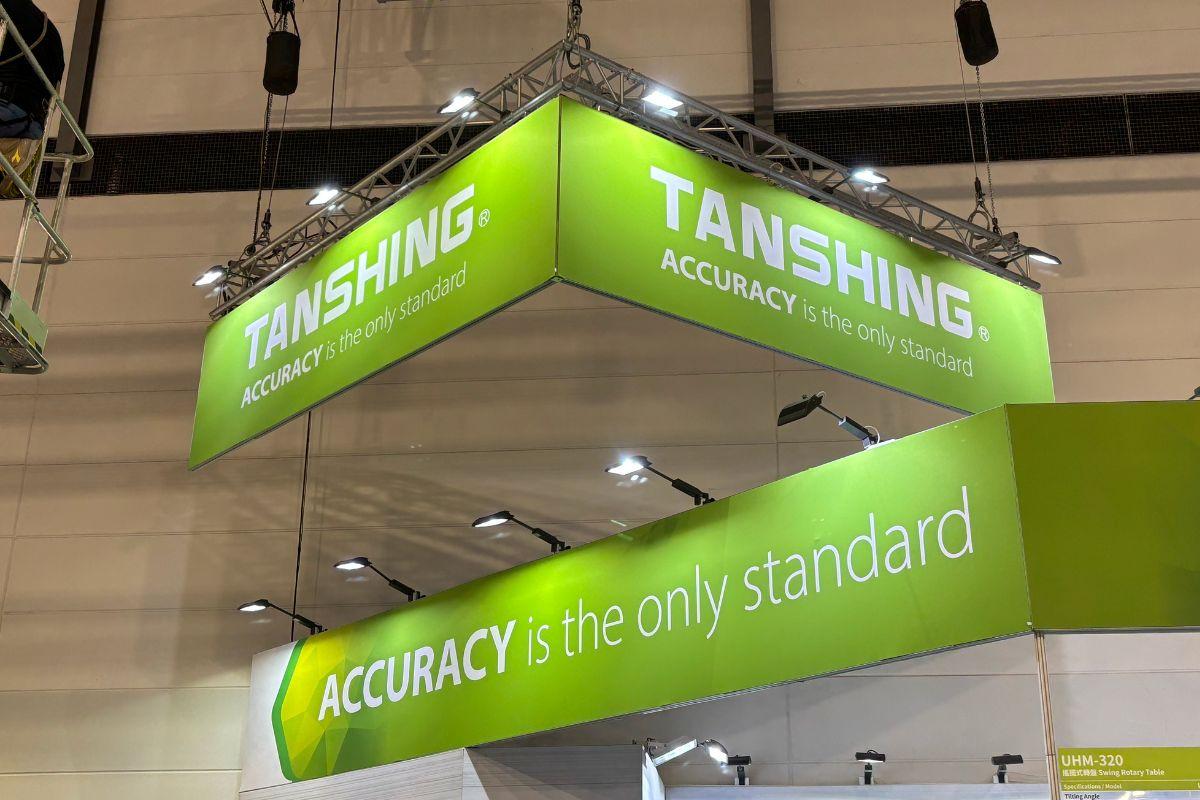 TANSHING®
ACCURACY is the only standard
TANSHING®
ACCURACY is the only standard
ACCURACY is the only standard
UHM-320
搖擺式轉盤 Swing Rotary Table
Specifications / Model
Tilting Angle